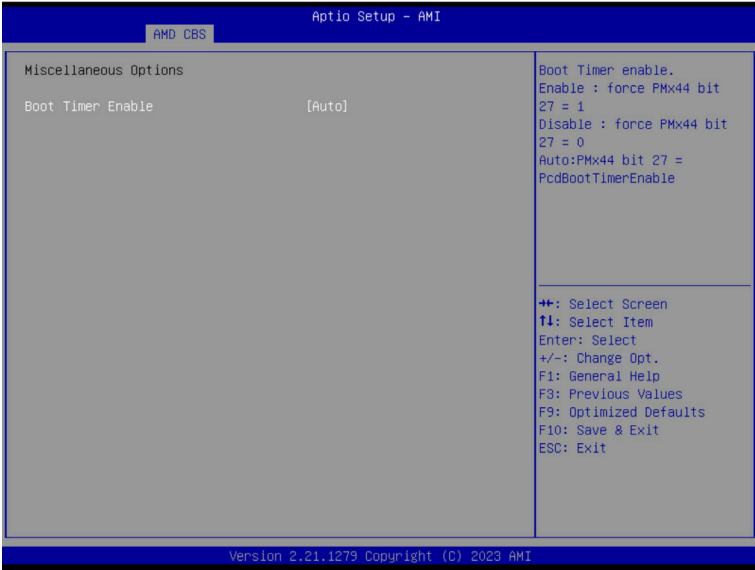 Aptio Setup - AMI
AMD CBS
Miscellaneous Options
Boot Timer Enable [Auto]
Boot Timer enable.
Enable : force PMx44 bit
27 = 1
Disable : force PMx44 bit
27 = 0
Auto:PMx44 bit 27 =
PcdBootTimerEnable
→←: Select Screen
↑↓: Select Item
Enter: Select
+/-: Change Opt.
F1: General Help
F3: Previous Values
F9: Optimized Defaults
F10: Save & Exit
ESC: Exit
Version 2.21.1279 Copyright (C) 2023 AMI